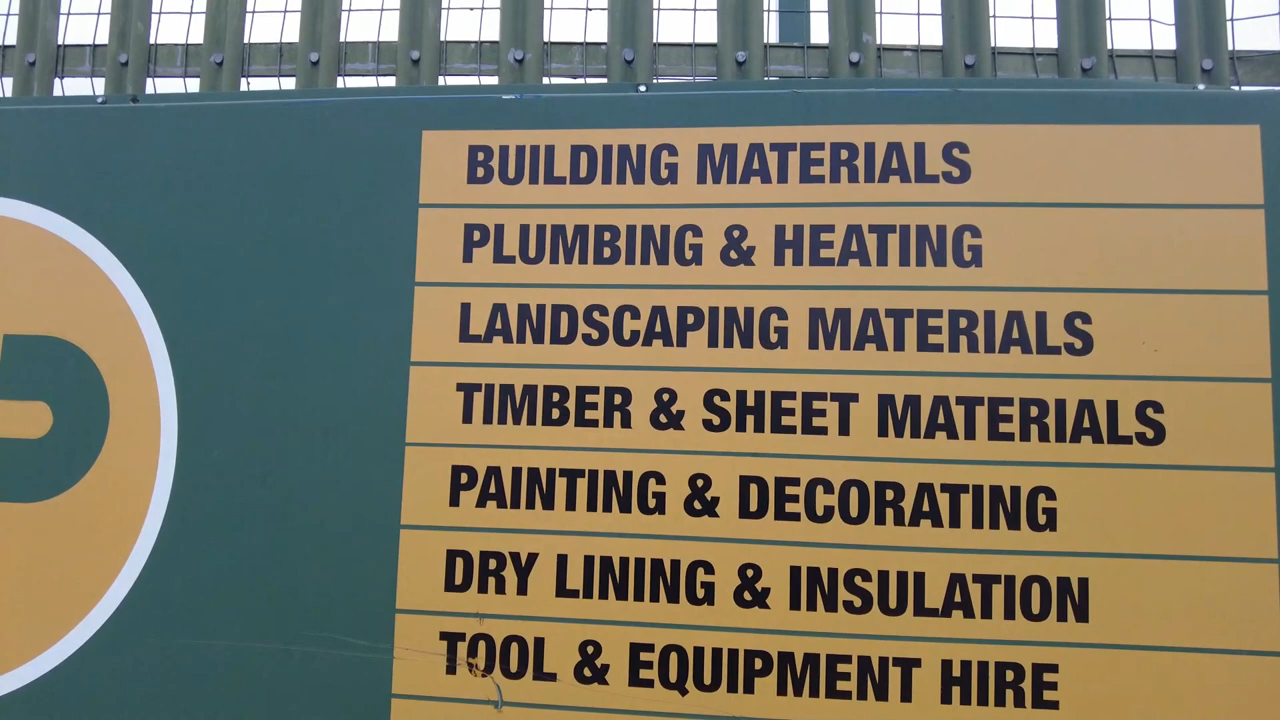 BUILDING MATERIALS
PLUMBING & HEATING
LANDSCAPING MATERIALS
TIMBER & SHEET MATERIALS
PAINTING & DECORATING
DRY LINING & INSULATION
TOOL & EQUIPMENT HIRE